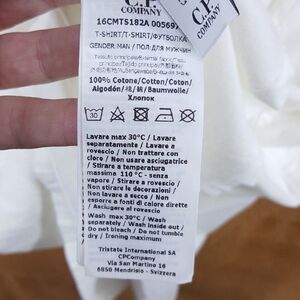 C.P.
COMPANY
C.P.
COMPANY
16CMTS182A 00569
T-SHIRT/T-SHIRT/ФУТБОЛКА
GENDER:MAN / ПОЛ:ДЛЯ МУЖЧИН
100% Cotone/Cotton/Coton/
Algodón/棉/綿/Baumwolle/
Хлопок
30
Lavare max 30°C / Lavare
separatamente / Lavare a
rovescio / Non trattare con
cloro / Non usare asciugatrice
/ Stirare a temperatura
massima 110 °C - senza
vapore / Stirare a rovescio /
Non stirare le decorazioni /
Non lavare a secco / Non
esporre a fonti di calore dirette
/ Asciugare a rovescio
Wash max 30°C / Wash
separately / Wash inside out /
Do not bleach / Do not tumble
dry / Ironing maximum
Tristate International SA
CPCompany
Via San Martino 16
6850 Mendrisio - Svizzera